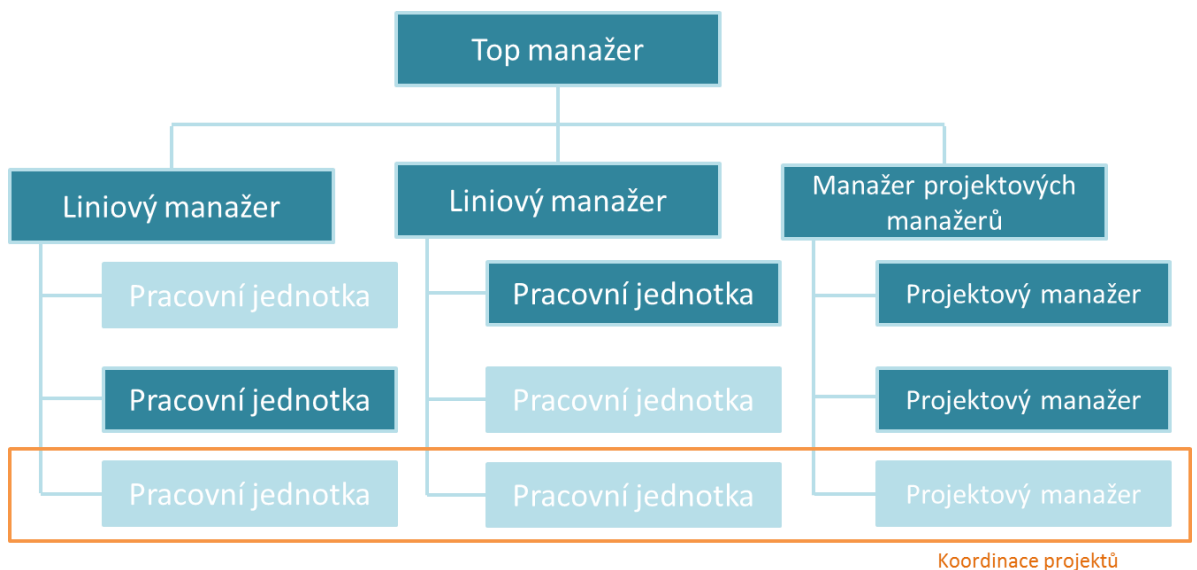 Top manažer
Liniový manažer
Liniový manažer
Manažer projektových
manažerů
Pracovní jednotka
Pracovní jednotka
Projektový manažer
Pracovní jednotka
Pracovní jednotka
Projektový manažer
Pracovní jednotka
Pracovní jednotka
Projektový manažer
Koordinace projektů